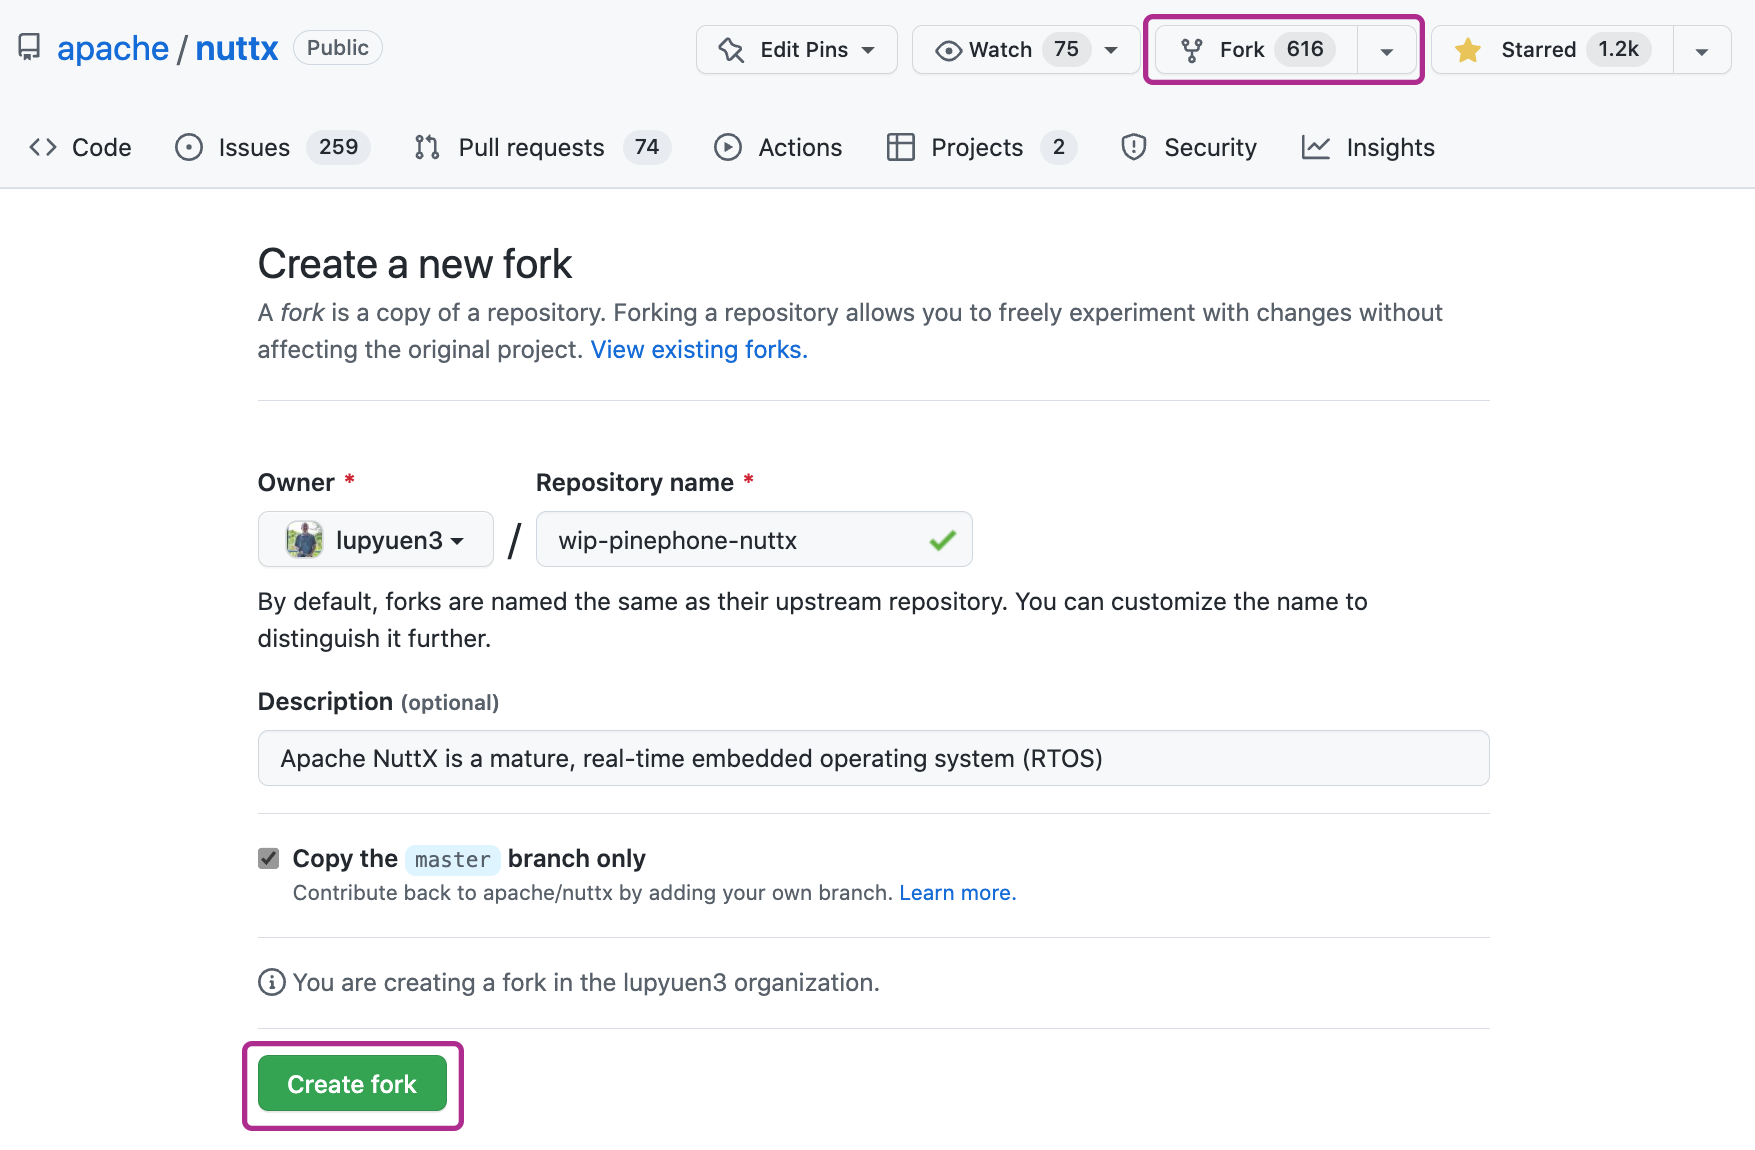 apache / nuttx Public Edit Pins Watch 75 Fork 616 Starred 1.2k
Code Issues 259 Pull requests 74 Actions Projects 2 Security Insights
Create a new fork
A fork is a copy of a repository. Forking a repository allows you to freely experiment with changes without
affecting the original project. View existing forks.
Owner * Repository name *
lupyuen3 / wip-pinephone-nuttx
By default, forks are named the same as their upstream repository. You can customize the name to
distinguish it further.
Description (optional)
Apache NuttX is a mature, real-time embedded operating system (RTOS)
Copy the master branch only
Contribute back to apache/nuttx by adding your own branch. Learn more.
You are creating a fork in the lupyuen3 organization.
Create fork